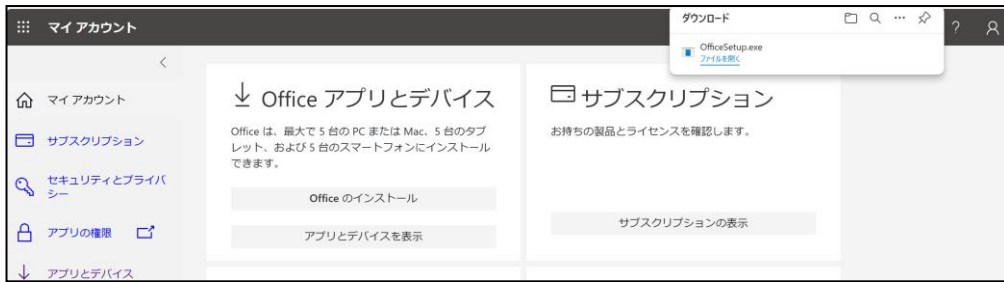 マイ アカウント
ダウンロード
OfficeSetup.exe
ファイルを開く
?
マイ アカウント
サブスクリプション
セキュリティとプライバ
シー
アプリの権限
アプリとデバイス
Office アプリとデバイス
Office は、最大で 5 台の PC または Mac、5 台のタブ
レット、および 5 台のスマートフォンにインストール
できます。
Office のインストール
アプリとデバイスを表示
サブスクリプション
お持ちの製品とライセンスを確認します。
サブスクリプションの表示